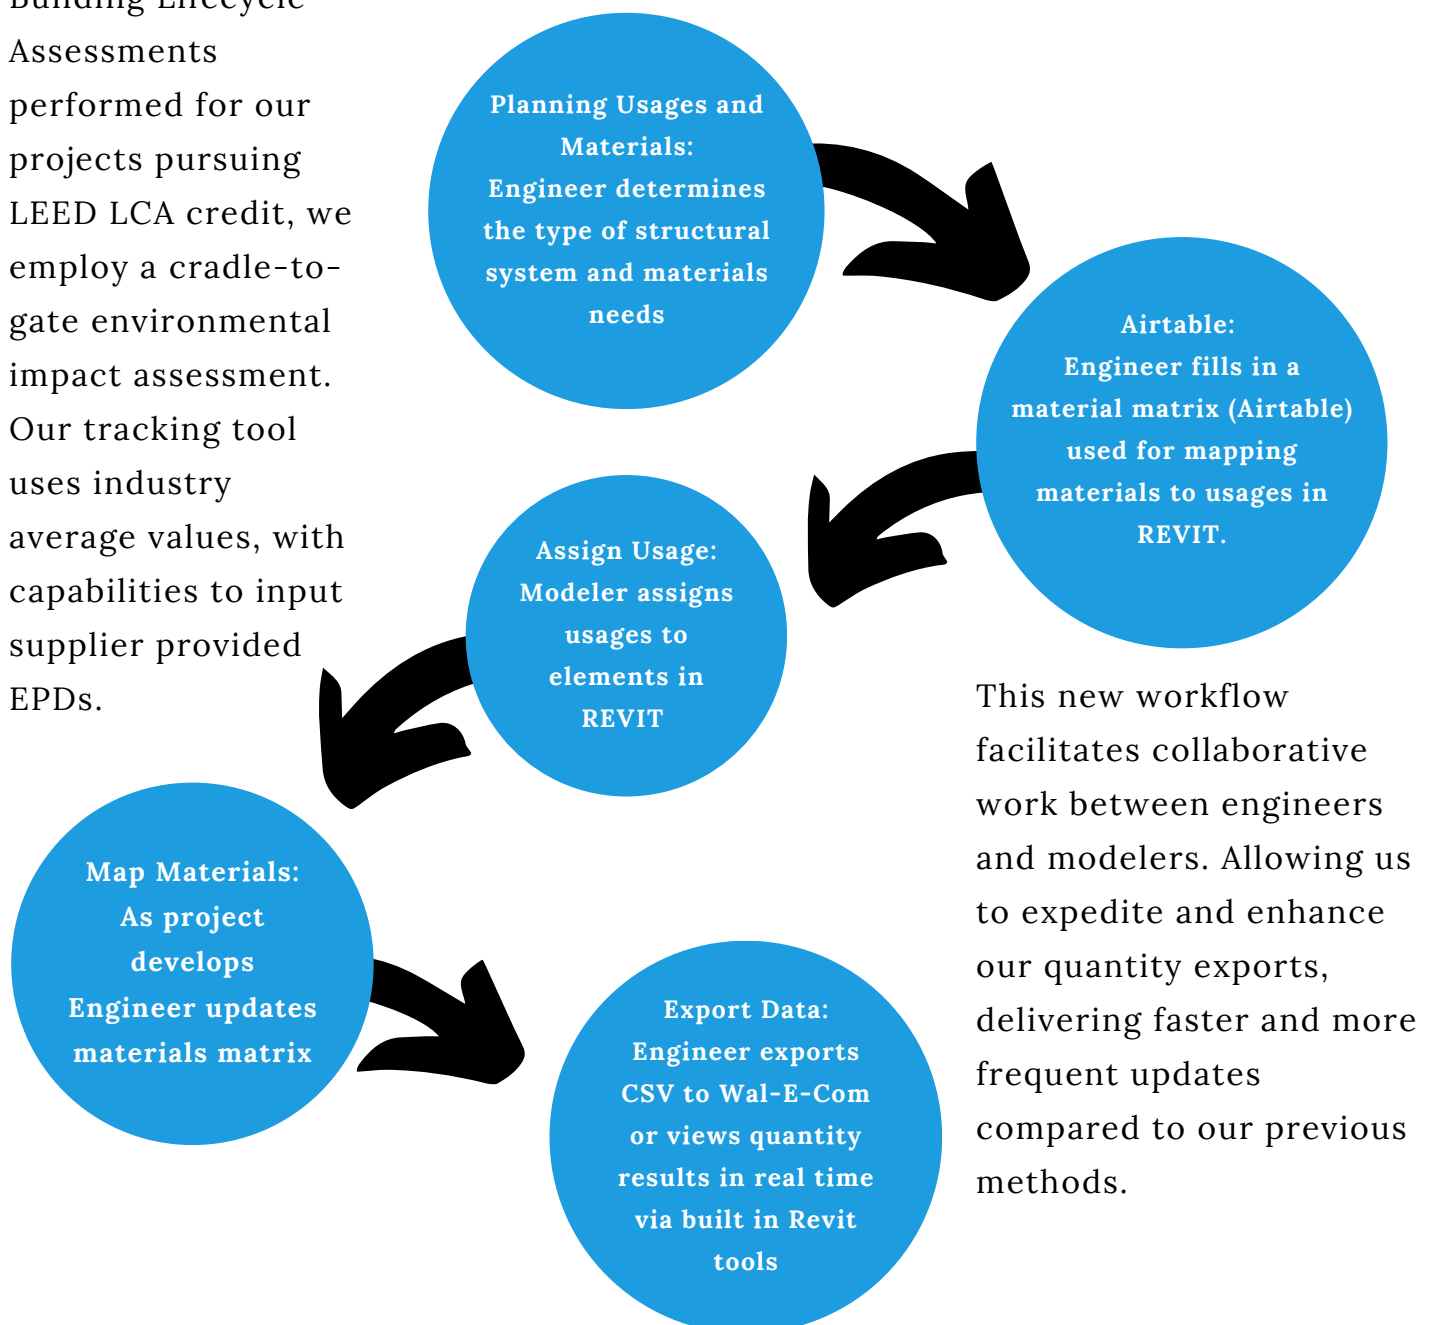 Building Lifecycle
Assessments
performed for our
projects pursuing
LEED LCA credit, we
employ a cradle-to-
gate environmental
impact assessment.
Our tracking tool
uses industry
average values, with
capabilities to input
supplier provided
EPDs.
Planning Usages and
Materials:
Engineer determines
the type of structural
system and materials
needs
Airtable:
Engineer fills in a
material matrix (Airtable)
used for mapping
materials to usages in
REVIT.
Assign Usage:
Modeler assigns
usages to
elements in
REVIT
Map Materials:
As project
develops
Engineer updates
materials matrix
Export Data:
Engineer exports
CSV to Wal-E-Com
or views quantity
results in real time
via built in Revit
tools
This new workflow
facilitates collaborative
work between engineers
and modelers. Allowing us
to expedite and enhance
our quantity exports,
delivering faster and more
frequent updates
compared to our previous
methods.